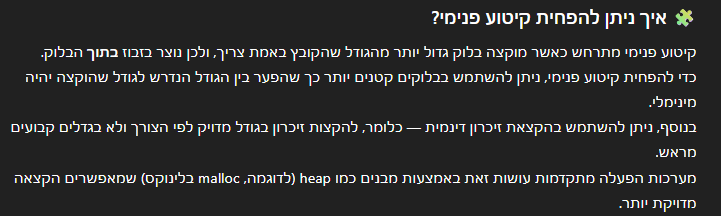 🧩 איך ניתן להפחית קיטוע פנימי?
קיטוע פנימי מתרחש כאשר מוקצה בלוק גדול יותר מהגודל שהקובץ באמת צריך, ולכן נוצר בזבוז בתוך הבלוק.
כדי להפחית קיטוע פנימי, ניתן להשתמש בבלוקים קטנים יותר כך שהפער בין הגודל הנדרש לגודל שהוקצה יהיה
מינימלי.
בנוסף, ניתן להשתמש בהקצאת זיכרון דינמית — כלומר, להקצות זיכרון בגודל מדויק לפי הצורך ולא בגדלים קבועים
מראש.
מערכות הפעלה מתקדמות עושות זאת באמצעות מבנים כמו heap (לדוגמה, malloc בלינוקס) שמאפשרים הקצאה
מדויקת יותר.